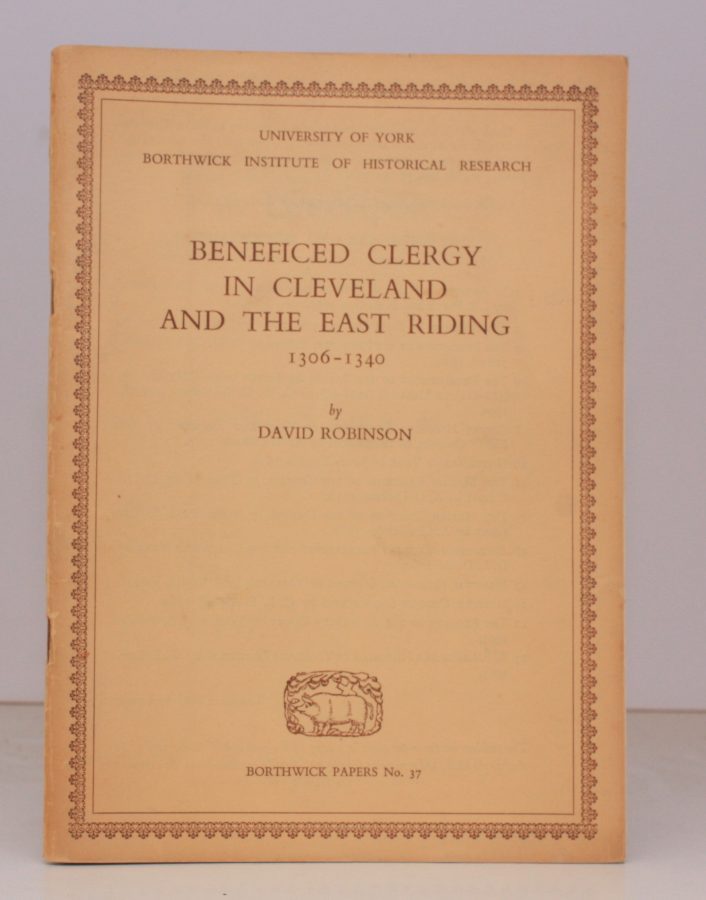 UNIVERSITY OF YORK
BORTHWICK INSTITUTE OF HISTORICAL RESEARCH
BENEFICED CLERGY
IN CLEVELAND
AND THE EAST RIDING
1306-1340
by
DAVID ROBINSON
BORTHWICK PAPERS No. 37